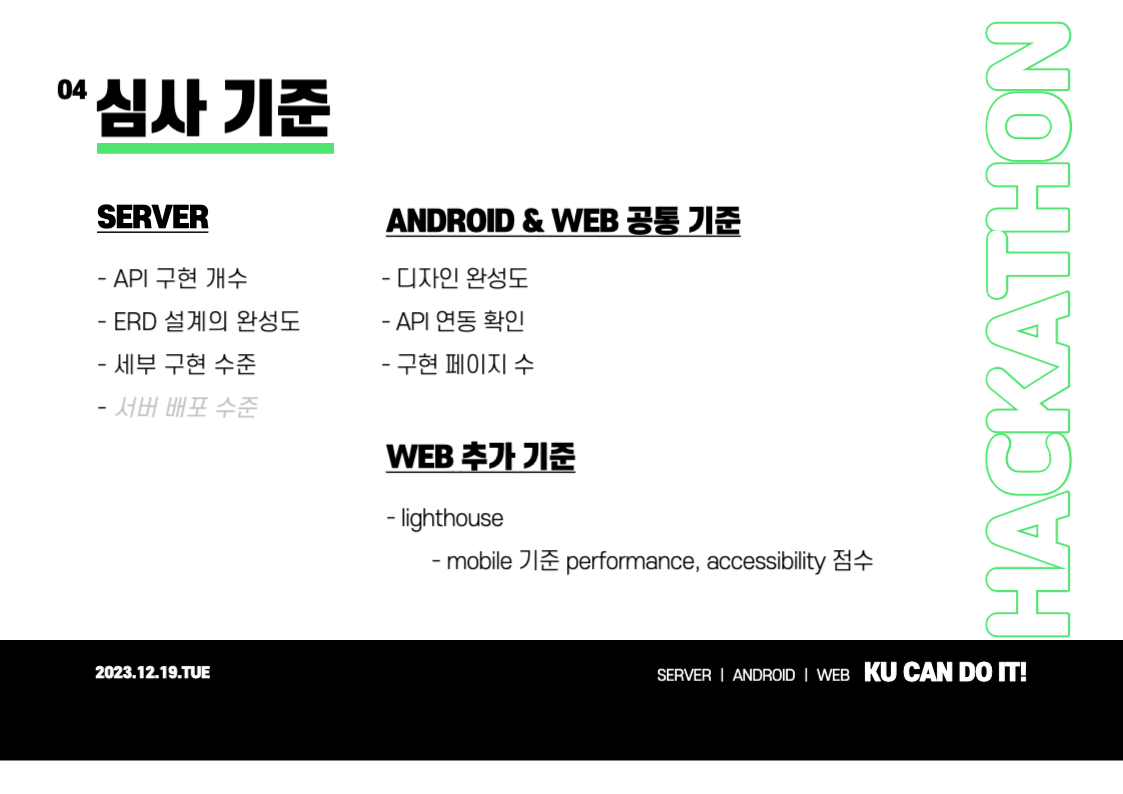 04 심사 기준
SERVER
- API 구현 개수
- ERD 설계의 완성도
- 세부 구현 수준
- 서버 배포 수준
ANDROID & WEB 공통 기준
- 디자인 완성도
- API 연동 확인
- 구현 페이지 수
WEB 추가 기준
- lighthouse
- mobile 기준 performance, accessibility 점수
HACKATHON
2023.12.19.TUE
SERVER | ANDROID | WEB KU CAN DO IT!